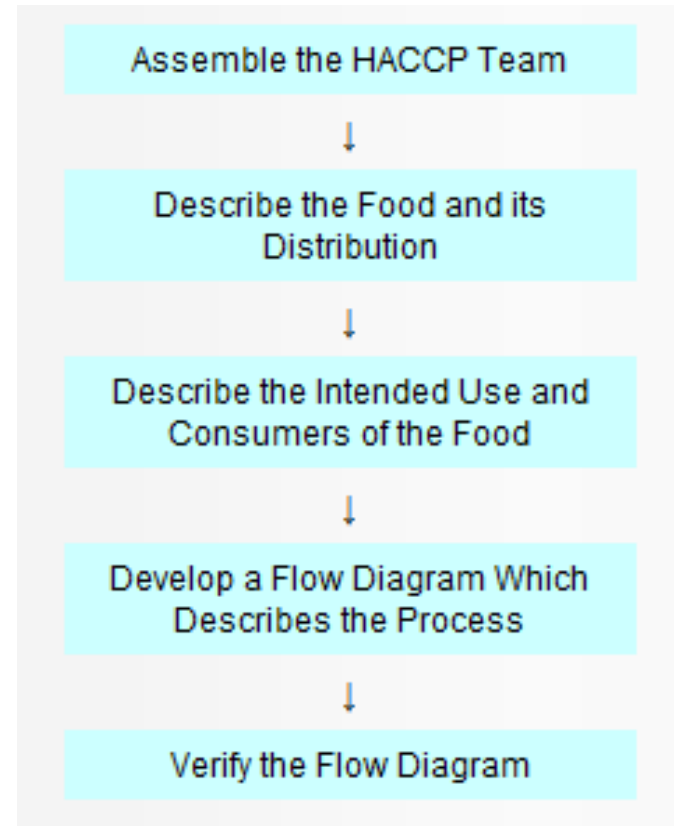 Assemble the HACCP Team
↓
Describe the Food and its
Distribution
↓
Describe the Intended Use and
Consumers of the Food
↓
Develop a Flow Diagram Which
Describes the Process
↓
Verify the Flow Diagram